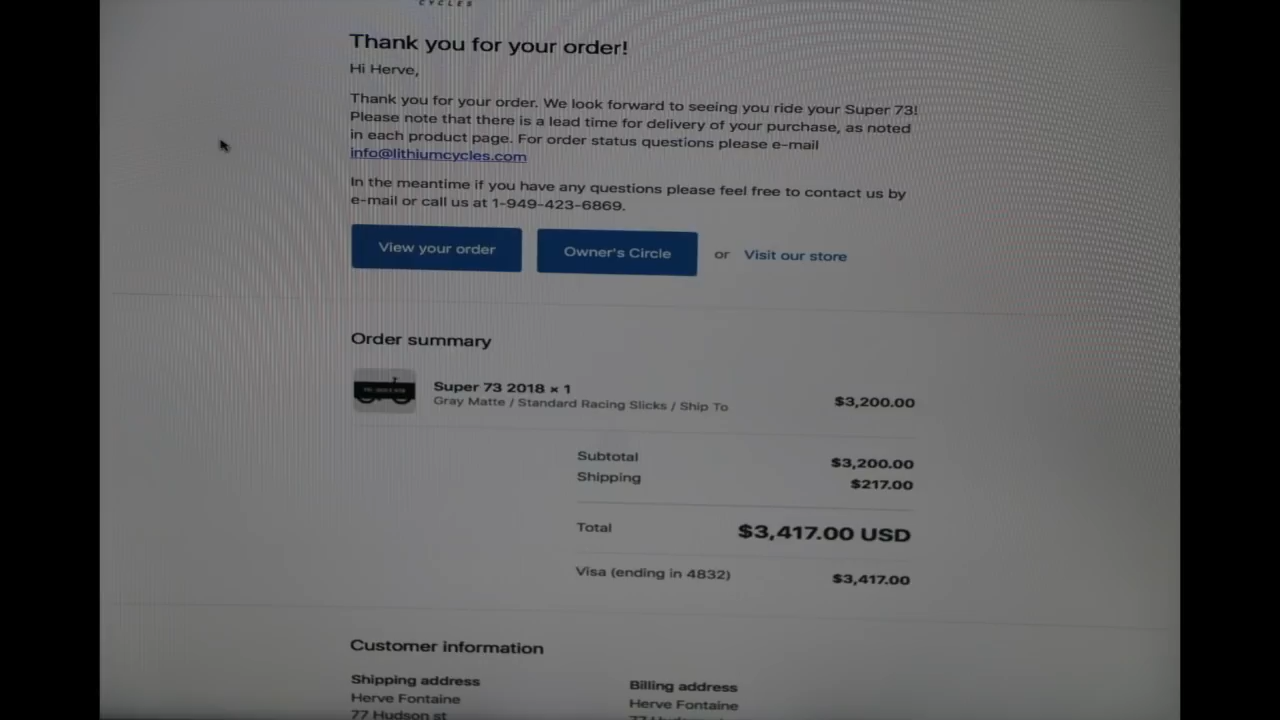 CYCLES
Thank you for your order!
Hi Herve,
Thank you for your order. We look forward to seeing you ride your Super 73!
Please note that there is a lead time for delivery of your purchase, as noted
in each product page. For order status questions please e-mail
info@lithiumcycles.com
In the meantime if you have any questions please feel free to contact us by
e-mail or call us at 1-949-423-6869.
View your order
Owner's Circle
or Visit our store
Order summary
Super 73 2018 × 1
Gray Matte / Standard Racing Slicks / Ship To
$3,200.00
Subtotal $3,200.00
Shipping $217.00
Total $3,417.00 USD
Visa (ending in 4832) $3,417.00
Customer information
Shipping address
Herve Fontaine
77 Hudson st
Billing address
Herve Fontaine